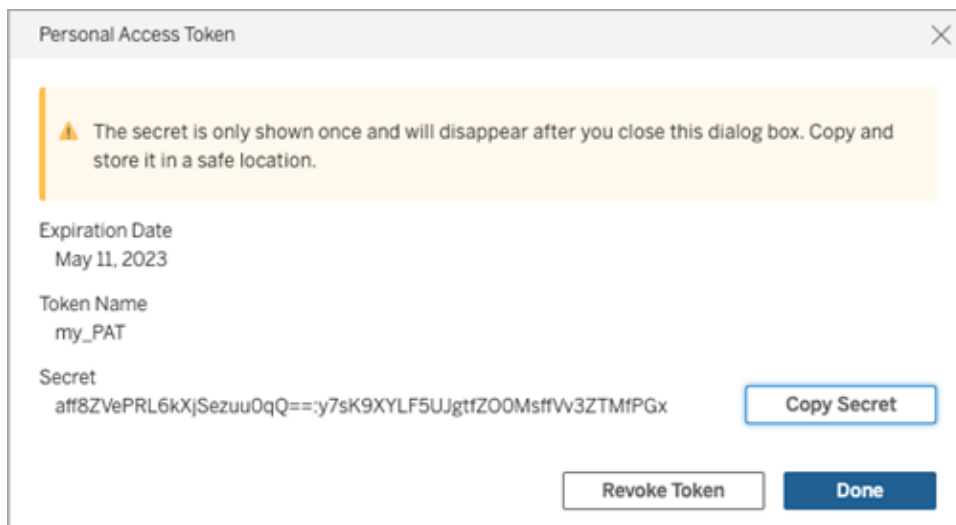 Personal Access Token
The secret is only shown once and will disappear after you close this dialog box. Copy and
store it in a safe location.
Expiration Date
May 11, 2023
Token Name
my_PAT
Secret
aff8ZVePRL6kXjSezuu0qQ==:y7sK9XYLF5UJgtfZO0MsffVv3ZTMfPGx
Copy Secret
Revoke Token
Done